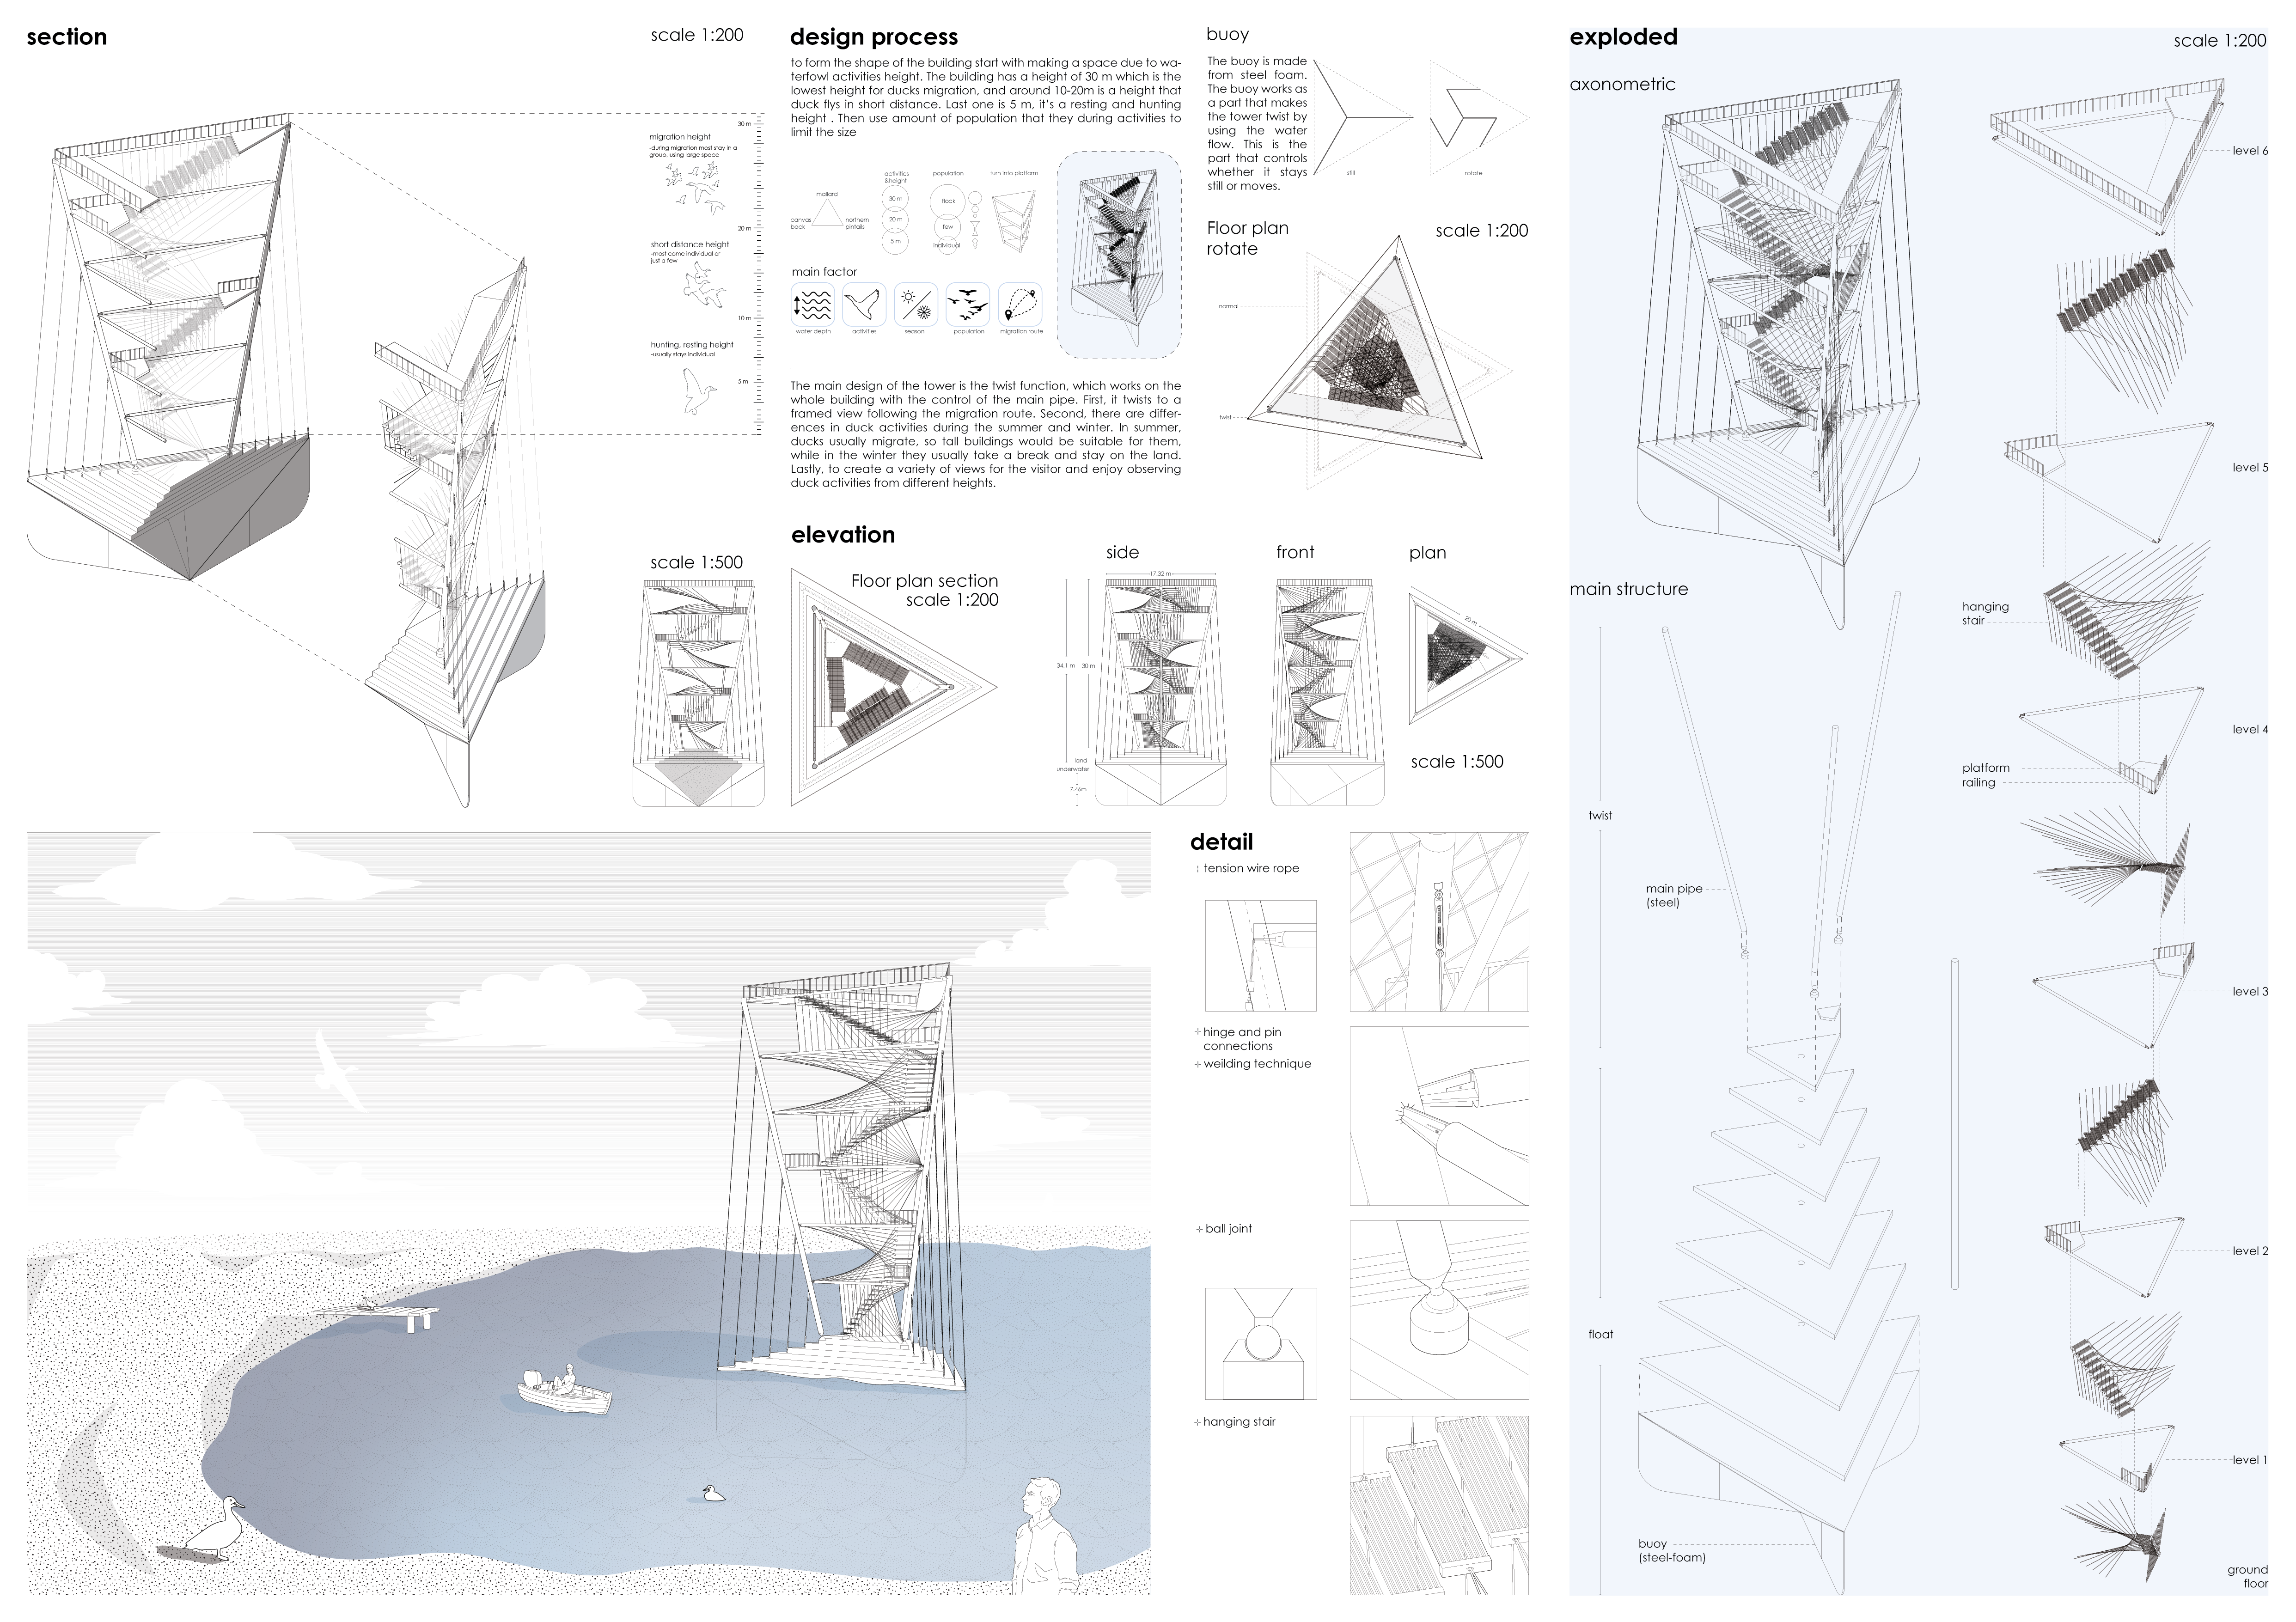 section
scale 1:200
30 m
migration height
-during migration most stay in a
group, using large space
20 m
short distance height
-most come individual or
just a few
10 m
hunting, resting height
-usually stays individual
5 m
scale 1:500
design process
to form the shape of the building start with making a space due to wa-
terfowl activities height. The building has a height of 30 m which is the
lowest height for ducks migration, and around 10-20m is a height that
duck flys in short distance. Last one is 5 m, it's a resting and hunting
height . Then use amount of population that they during activities to
limit the size
mallard
canvas
back
northern
pintails
activities
&height
30 m
20 m
5 m
population
flock
few
individual
turn into platform
main factor
water depth
activities
season
population
migration route
The main design of the tower is the twist function, which works on the
whole building with the control of the main pipe. First, it twists to a
framed view following the migration route. Second, there are differ-
ences in duck activities during the summer and winter. In summer,
ducks usually migrate, so tall buildings would be suitable for them,
while in the winter they usually take a break and stay on the land.
Lastly, to create a variety of views for the visitor and enjoy observing
duck activities from different heights.
buoy
The buoy is made
from steel foam.
The buoy works as
a part that makes
the tower twist by
using the water
flow. This is the
part that controls
whether it stays
still or moves.
still
rotate
Floor plan
rotate
scale 1:200
normal
twist
elevation
Floor plan section
scale 1:200
side
front
plan
17.32 m
34.1 m
30 m
land
underwater
7.46m
20 m
scale 1:500
detail
tension wire rope
hinge and pin
connections
weilding technique
ball joint
hanging stair
exploded
scale 1:200
axonometric
level 6
level 5
main structure
hanging
stair
level 4
platform
railing
twist
main pipe
(steel)
level 3
level 2
float
level 1
buoy
(steel-foam)
ground
floor